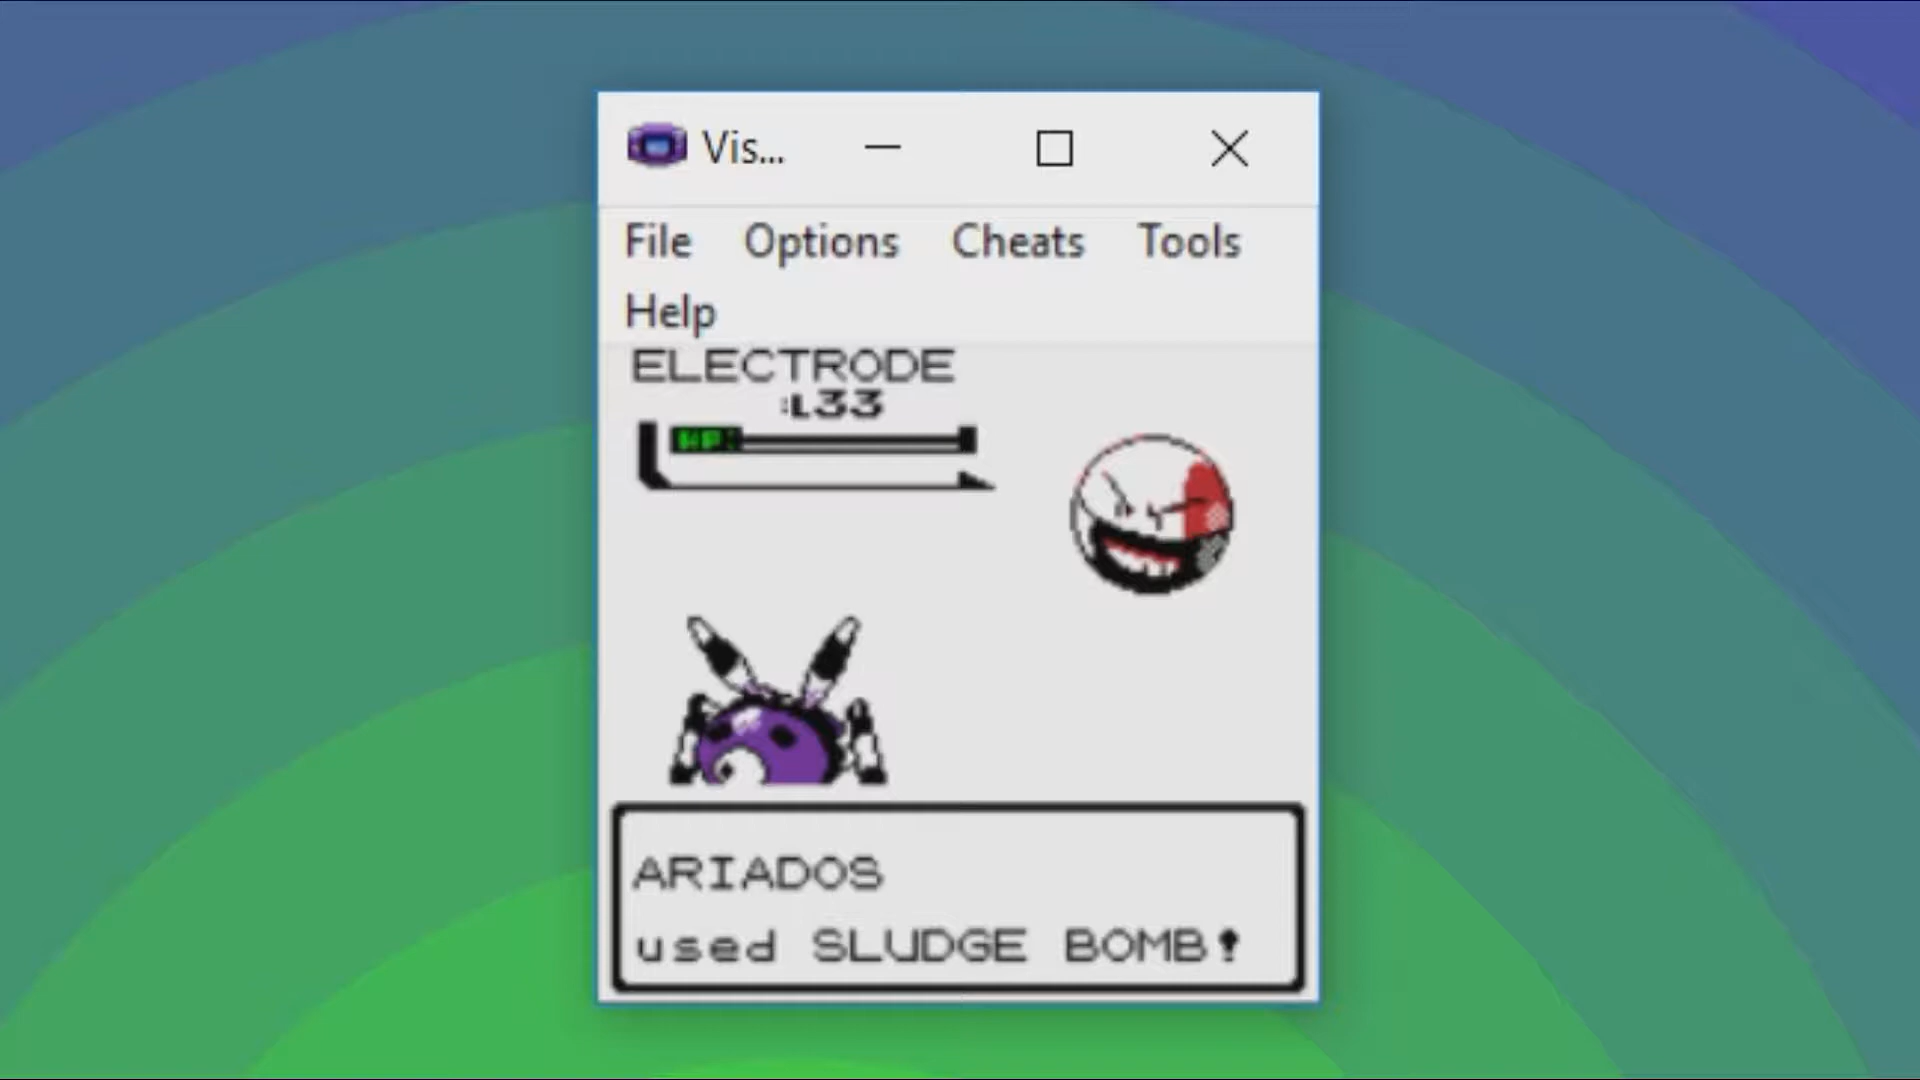 Vis...
File Options Cheats Tools
Help
ELECTRODE
:L33
HP:
ARIADOS
used SLUDGE BOMB!